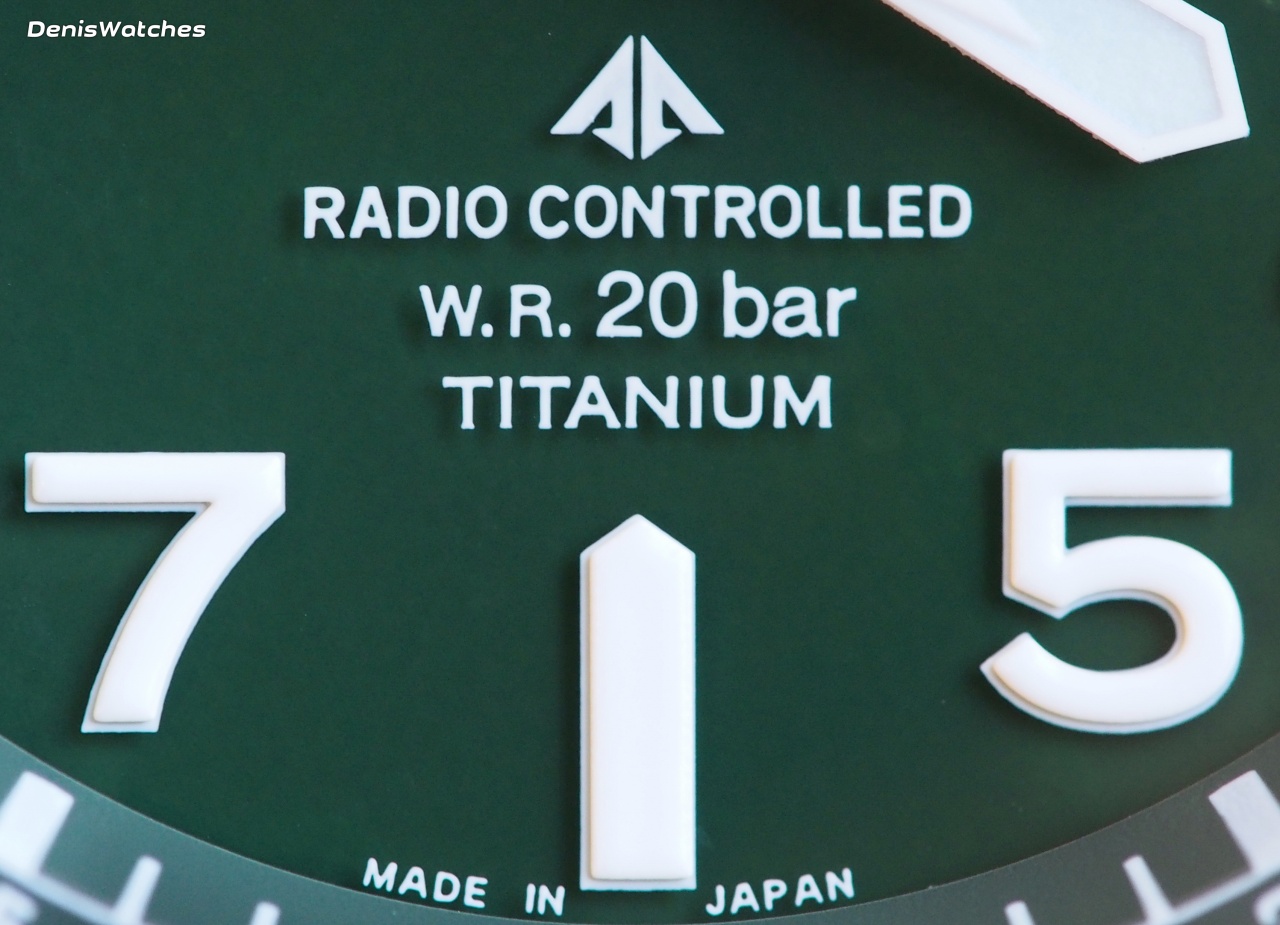 DenisWatches
RADIO CONTROLLED
W.R. 20 bar
TITANIUM
7 5
MADE IN JAPAN